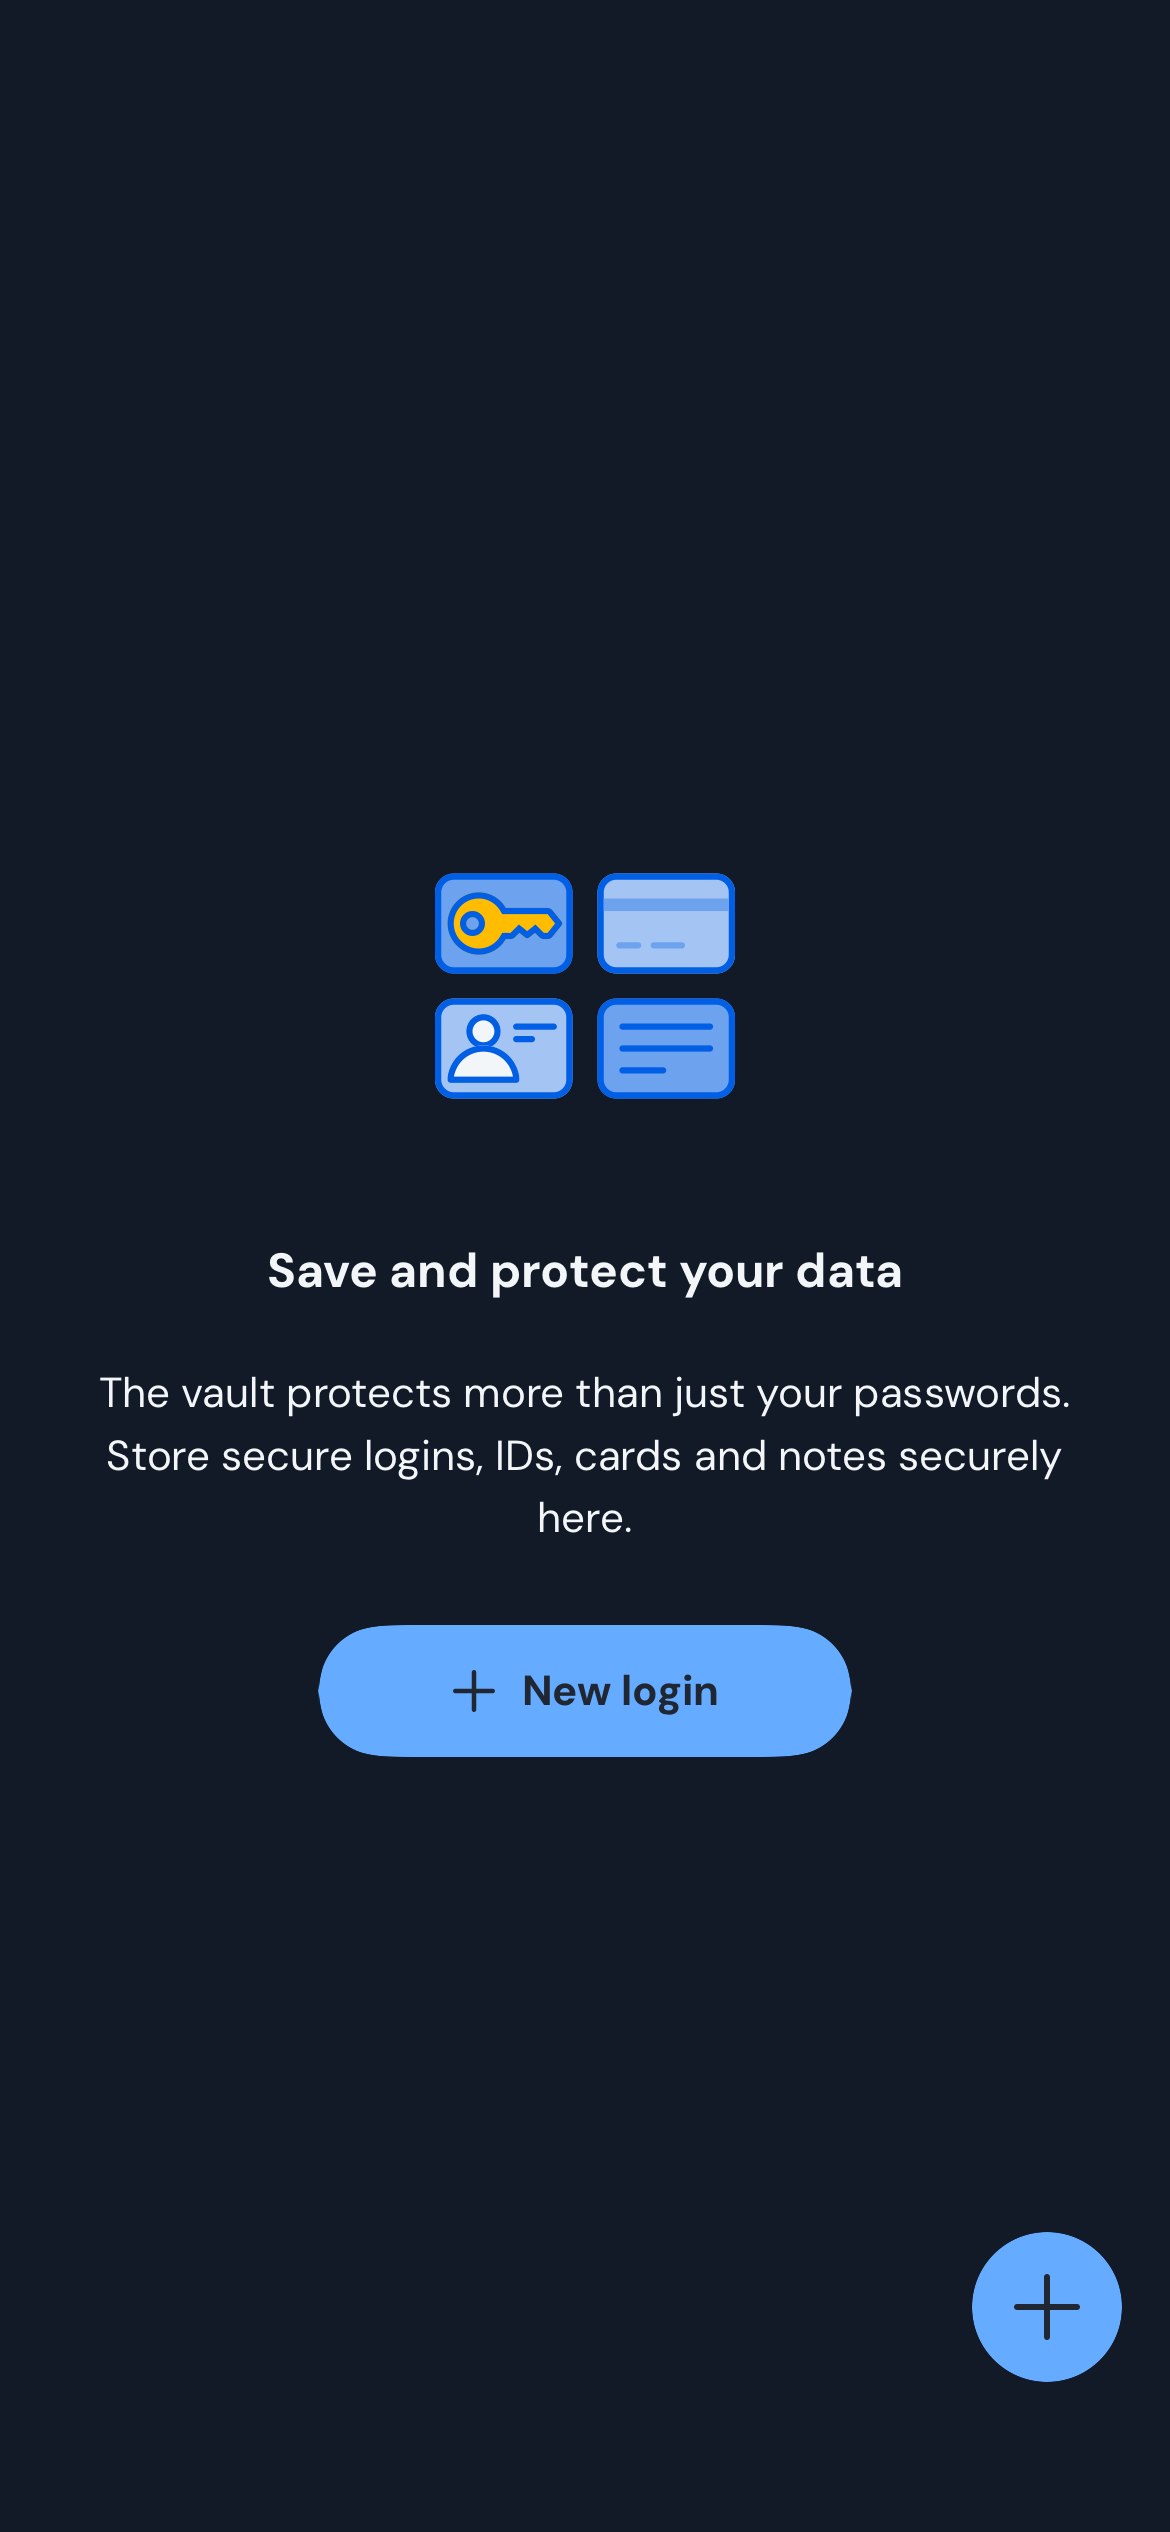 Save and protect your data
The vault protects more than just your passwords.
Store secure logins, IDs, cards and notes securely
here.
New login